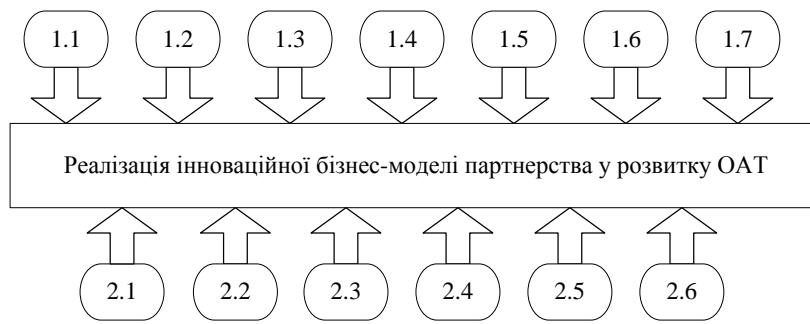 1.1 1.2 1.3 1.4 1.5 1.6 1.7
Реалізація інноваційної бізнес-моделі партнерства у розвитку ОАТ
2.1 2.2 2.3 2.4 2.5 2.6